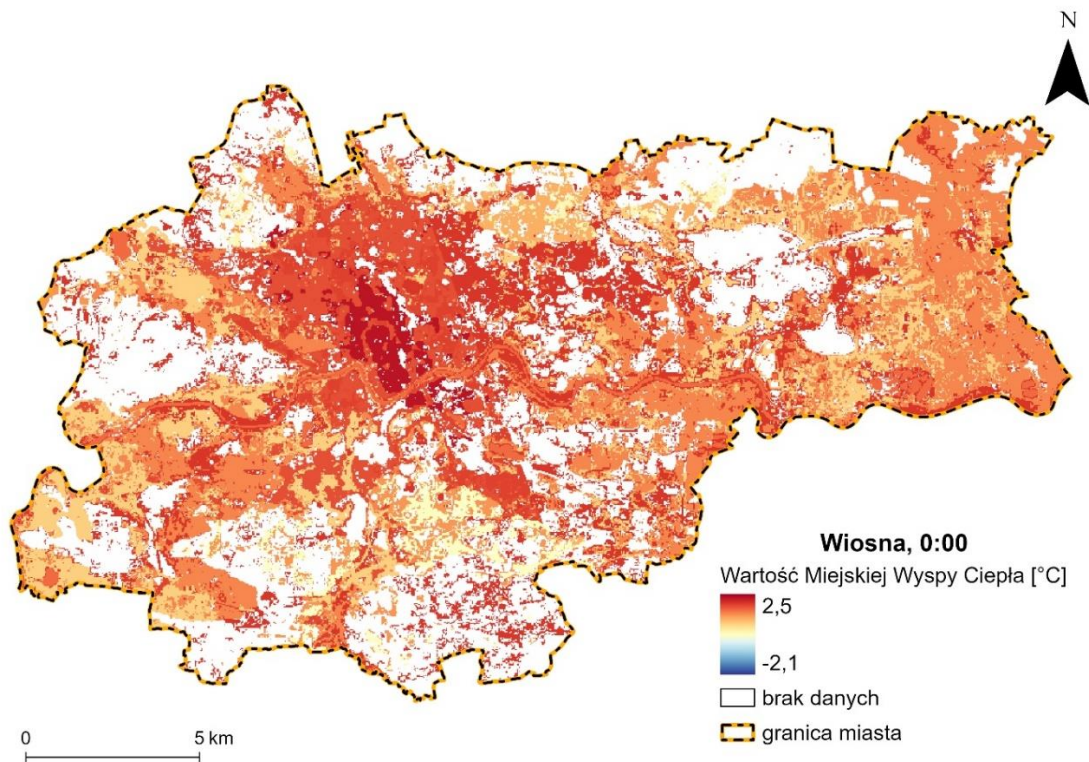 N
Wiosna, 0:00
Wartość Miejskiej Wyspy Ciepła [°C]
2,5
-2,1
brak danych
granica miasta
0 5 km